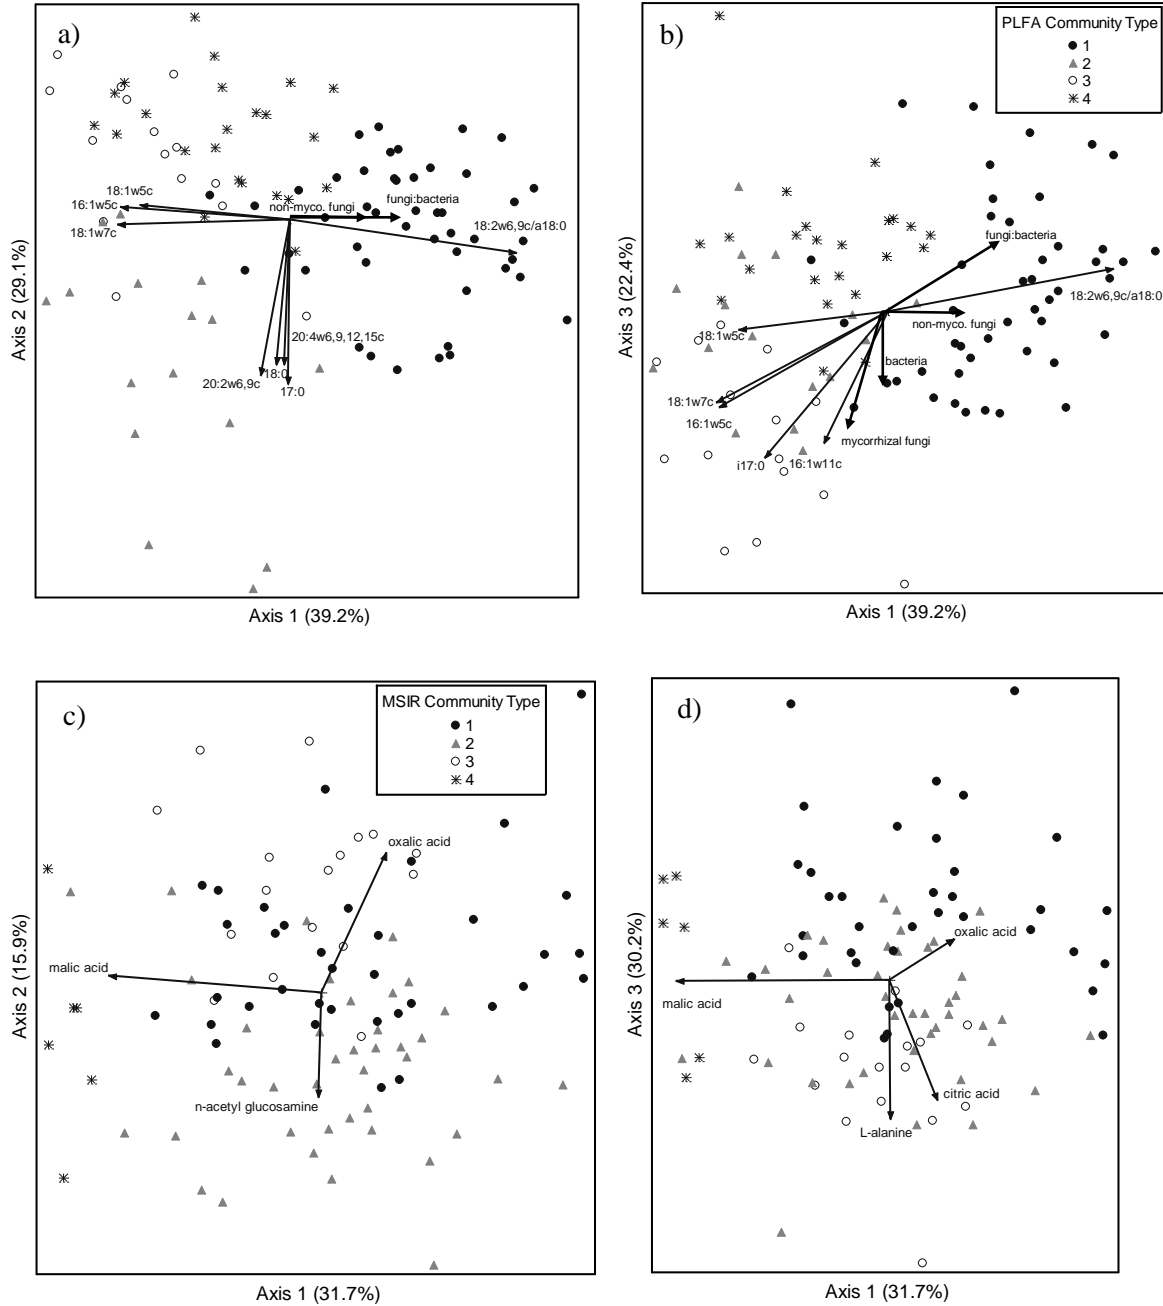 a)
18:1w5c
16:1w5c
18:1w7c
non-myco. fungi
fungi:bacteria
18:2w6,9c/a18:0
20:4w6,9,12,15c
20:2w6,9c
18:0
17:0
Axis 2 (29.1%)
Axis 1 (39.2%)
b)
PLFA Community Type
1
2
3
4
fungi:bacteria
18:2w6,9c/a18:0
non-myco. fungi
18:1w5c
bacteria
18:1w7c
16:1w5c
mycorrhizal fungi
i17:0
16:1w11c
Axis 3 (22.4%)
Axis 1 (39.2%)
c)
MSIR Community Type
1
2
3
4
oxalic acid
malic acid
n-acetyl glucosamine
Axis 2 (15.9%)
Axis 1 (31.7%)
d)
oxalic acid
malic acid
citric acid
L-alanine
Axis 3 (30.2%)
Axis 1 (31.7%)